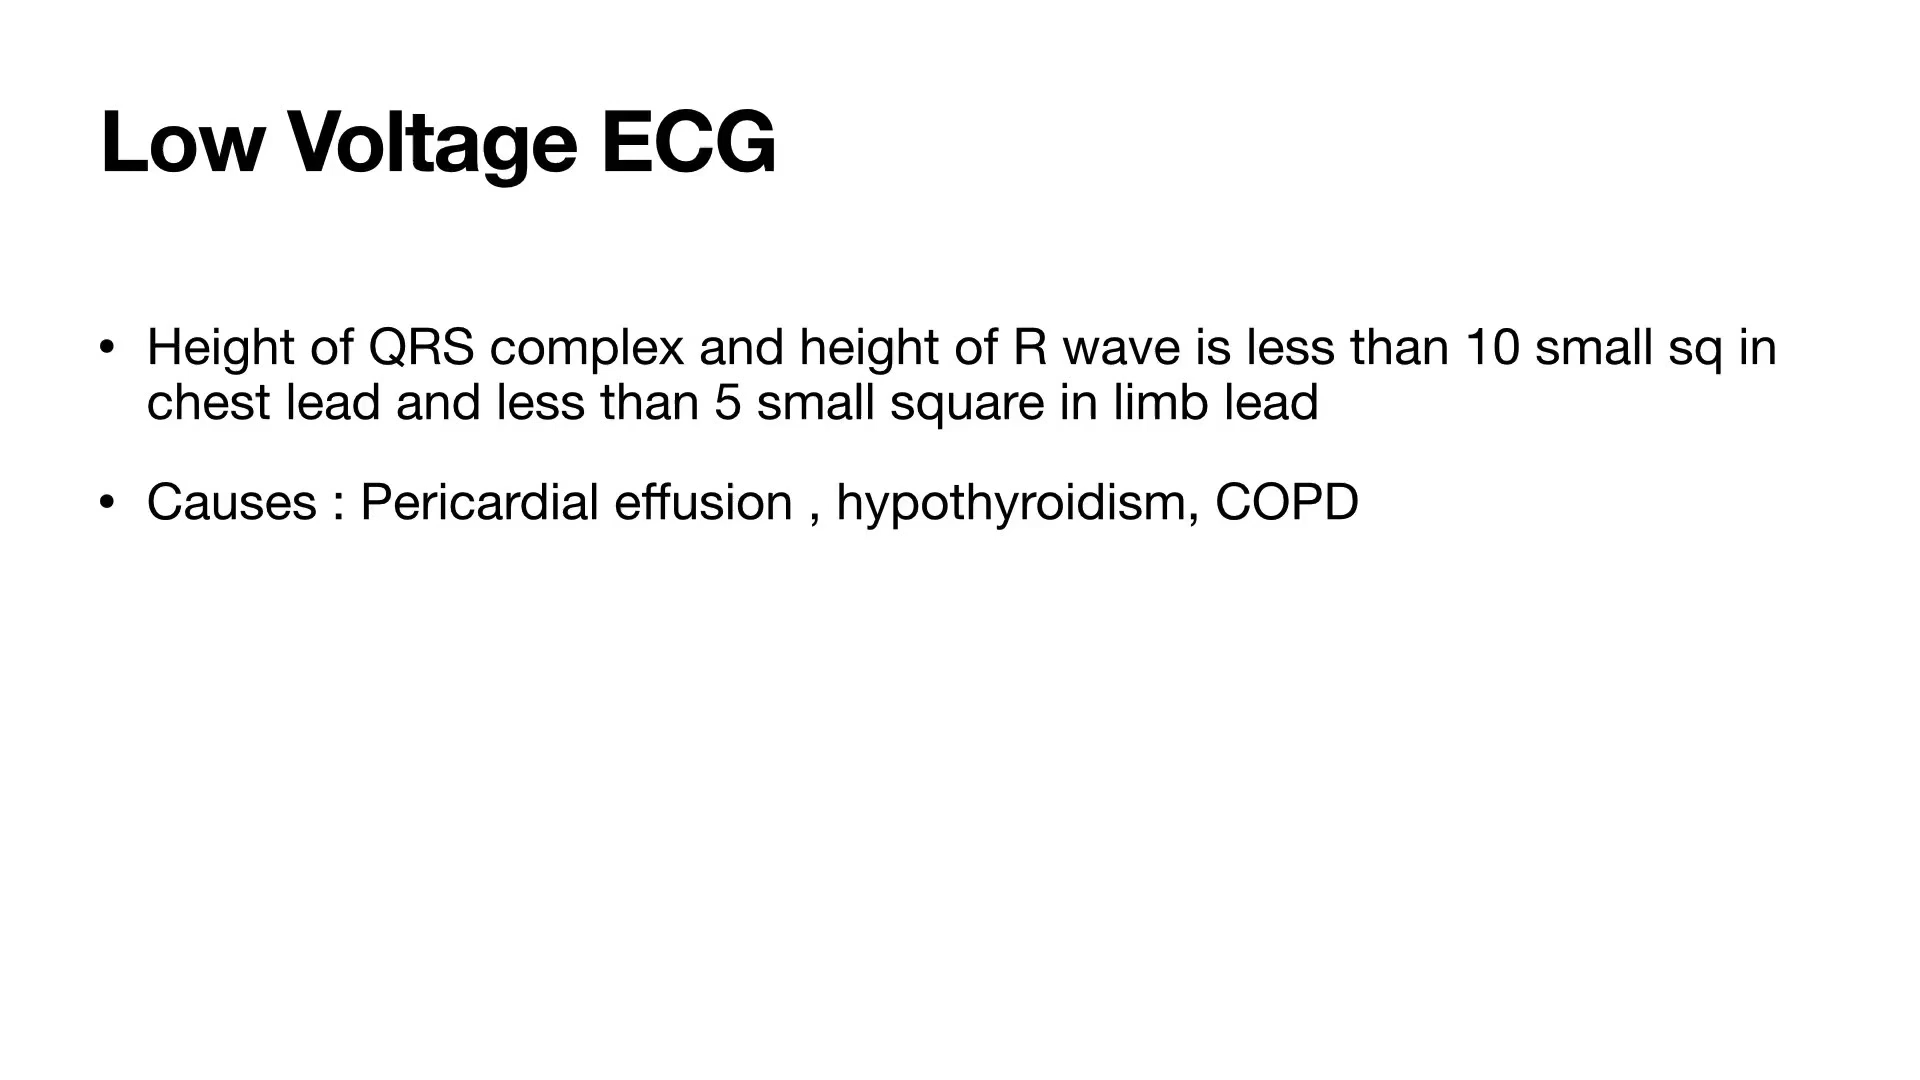 Low Voltage ECG
• Height of QRS complex and height of R wave is less than 10 small sq in
chest lead and less than 5 small square in limb lead
• Causes : Pericardial effusion , hypothyroidism, COPD